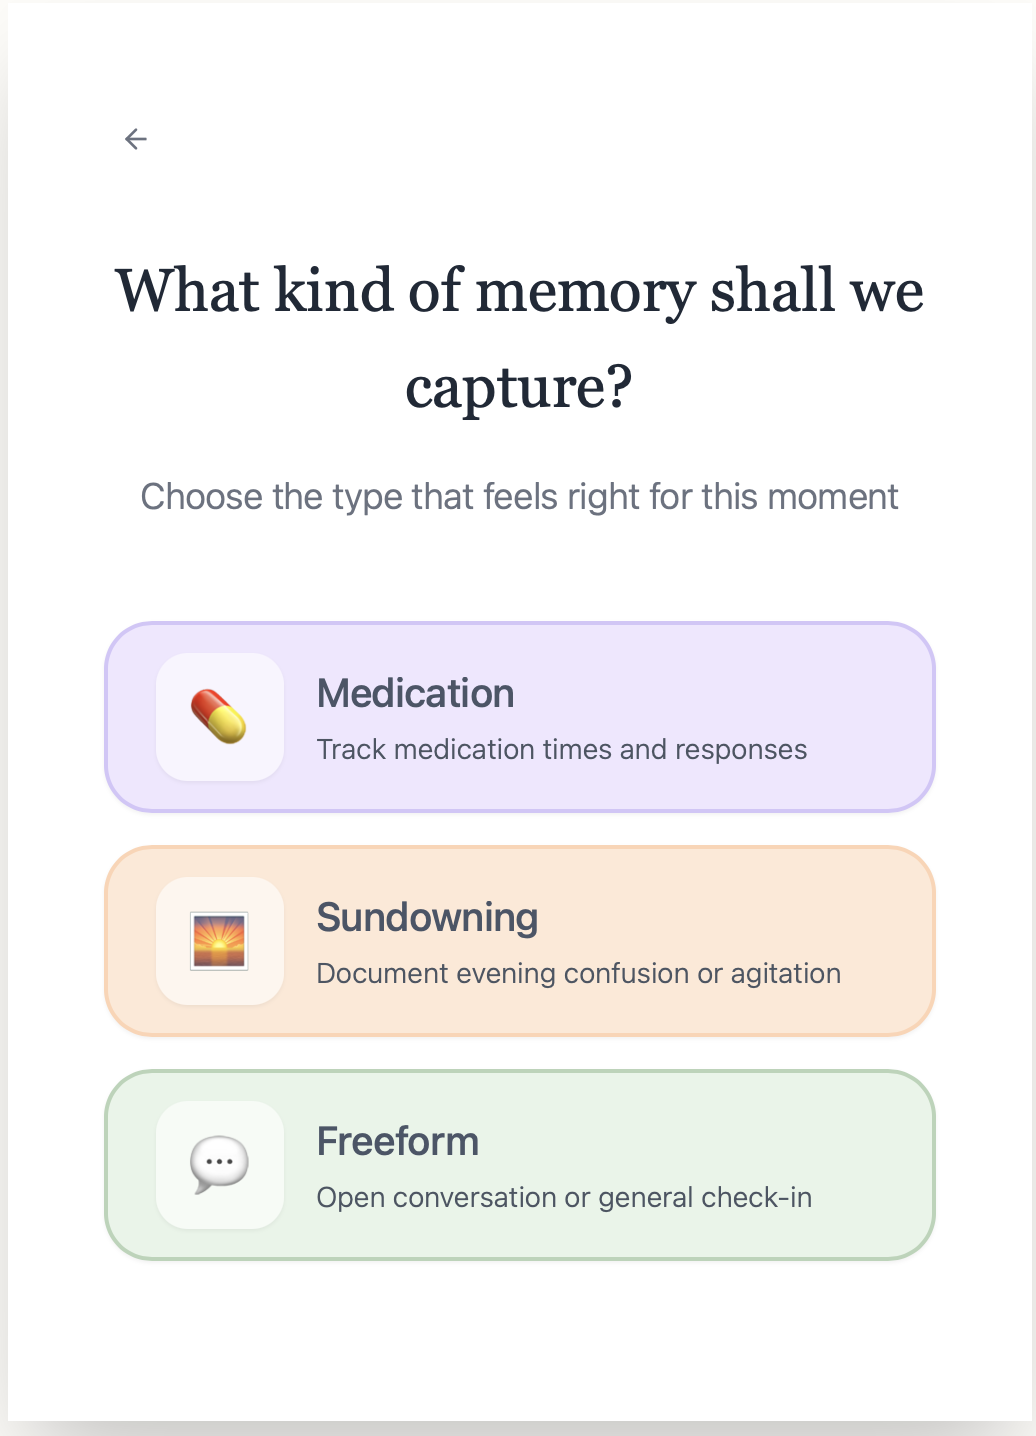 What kind of memory shall we
capture?
Choose the type that feels right for this moment
Medication
Track medication times and responses
Sundowning
Document evening confusion or agitation
Freeform
Open conversation or general check-in